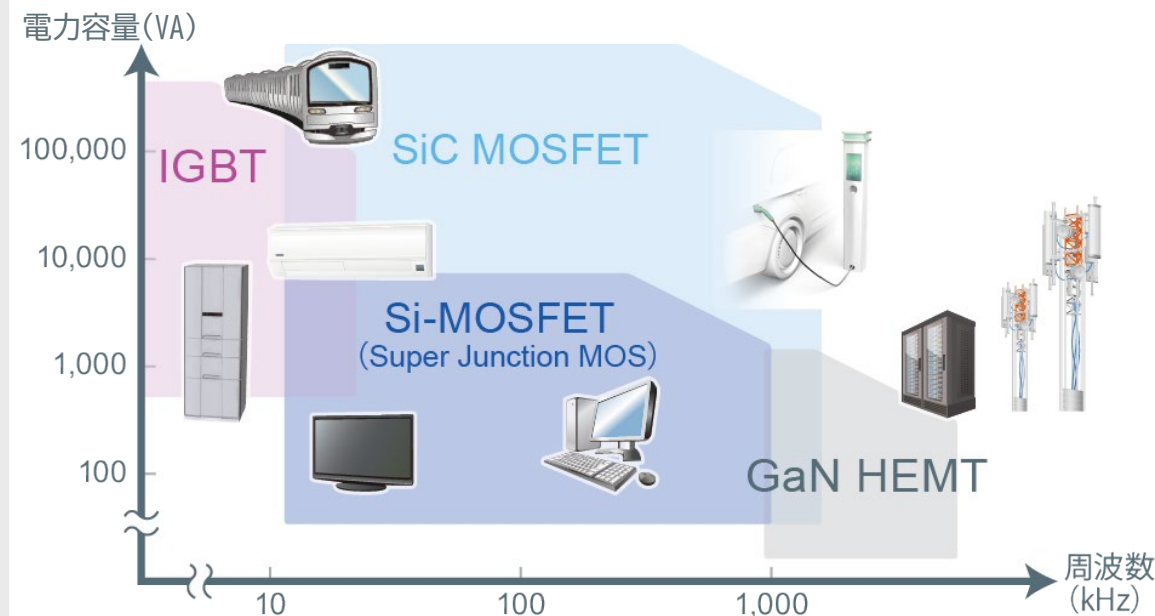 電力容量(VA)
100,000
10,000
1,000
100
IGBT
SiC MOSFET
Si-MOSFET
(Super Junction MOS)
GaN HEMT
10
100
1,000
周波数
(kHz)